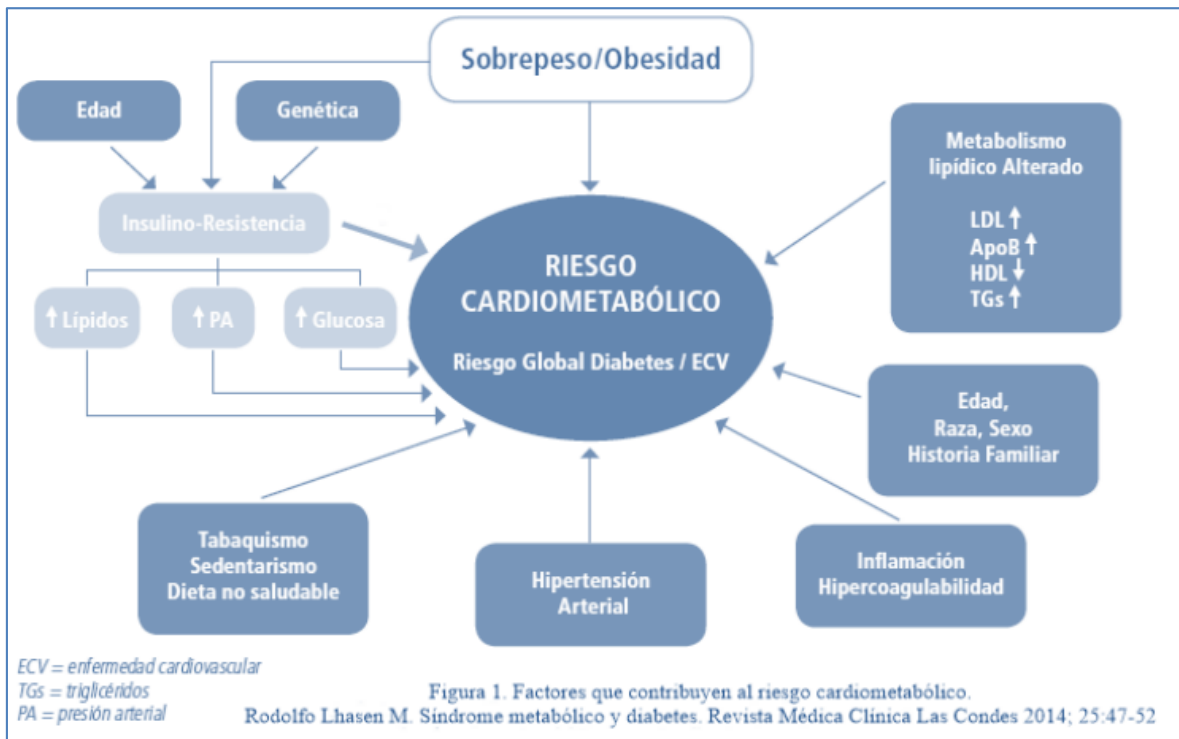 Sobrepeso/Obesidad
Edad
Genética
Insulino-Resistencia
↑ Lípidos
↑ PA
↑ Glucosa
RIESGO
CARDIOMETABÓLICO
Riesgo Global Diabetes / ECV
Metabolismo
lipídico Alterado
LDL ↑
ApoB ↑
HDL ↓
TGs ↑
Edad,
Raza, Sexo
Historia Familiar
Tabaquismo
Sedentarismo
Dieta no saludable
Hipertensión
Arterial
Inflamación
Hipercoagulabilidad
ECV = enfermedad cardiovascular
TGs = triglicéridos
PA = presión arterial
Figura 1. Factores que contribuyen al riesgo cardiometabólico.
Rodolfo Lhasen M. Síndrome metabólico y diabetes. Revista Médica Clínica Las Condes 2014; 25:47-52